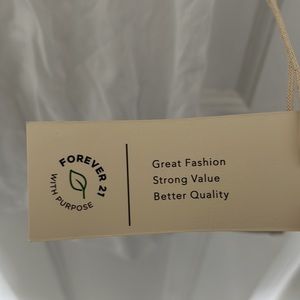 FOREVER 21
WITH PURPOSE
Great Fashion
Strong Value
Better Quality